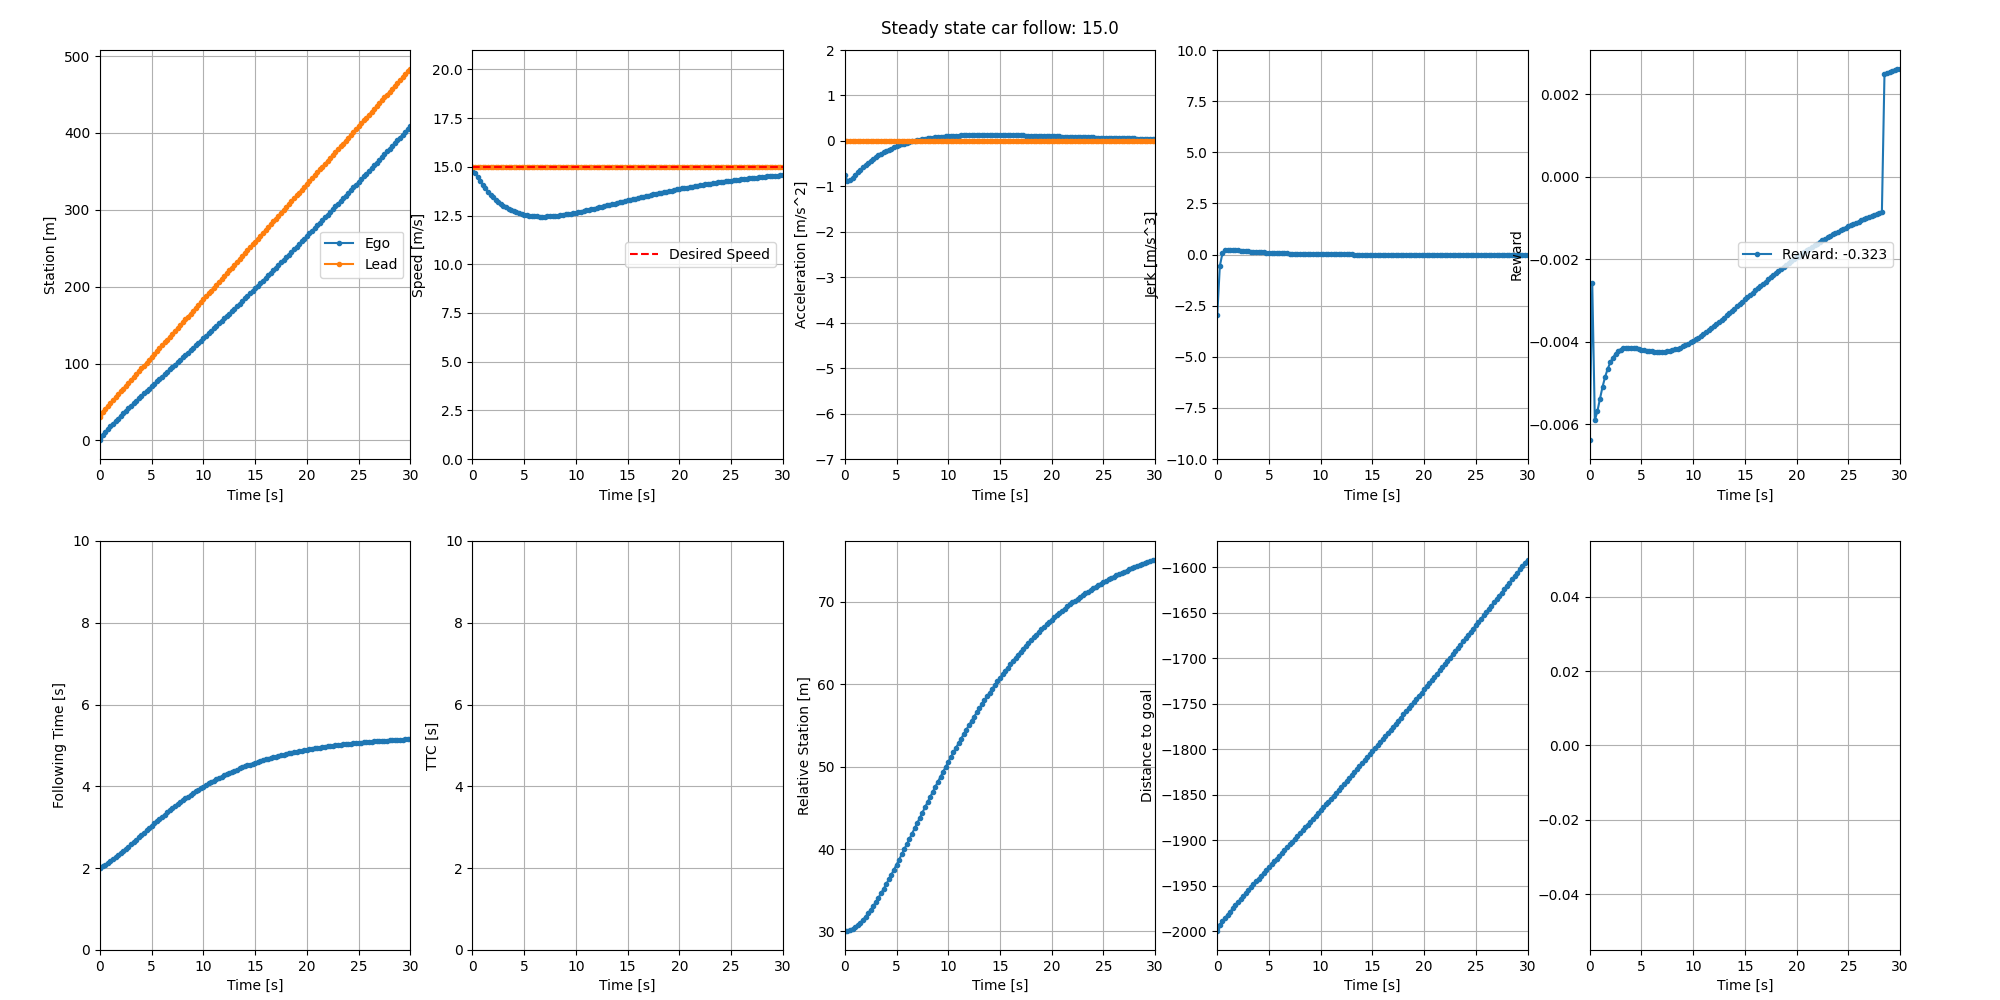 Steady state car follow: 15.0
Station [m]
500
400
300
200
100
0
Ego
Lead
0 5 10 15 20 25 30
Time [s]
Speed [m/s]
20.0
17.5
15.0
12.5
10.0
7.5
5.0
2.5
0.0
Desired Speed
0 5 10 15 20 25 30
Time [s]
Acceleration [m/s^2]
2
1
0
−1
−2
−3
−4
−5
−6
−7
0 5 10 15 20 25 30
Time [s]
Jerk [m/s^3]
10.0
7.5
5.0
2.5
0.0
−2.5
−5.0
−7.5
−10.0
0 5 10 15 20 25 30
Time [s]
Reward
0.002
0.000
−0.002
−0.004
−0.006
Reward: -0.323
0 5 10 15 20 25 30
Time [s]
Following Time [s]
10
8
6
4
2
0
0 5 10 15 20 25 30
Time [s]
TTC [s]
10
8
6
4
2
0
0 5 10 15 20 25 30
Time [s]
Relative Station [m]
70
60
50
40
30
0 5 10 15 20 25 30
Time [s]
Distance to goal
−1600
−1650
−1700
−1750
−1800
−1850
−1900
−1950
−2000
0 5 10 15 20 25 30
Time [s]
0.04
0.02
0.00
−0.02
−0.04
0 5 10 15 20 25 30
Time [s]